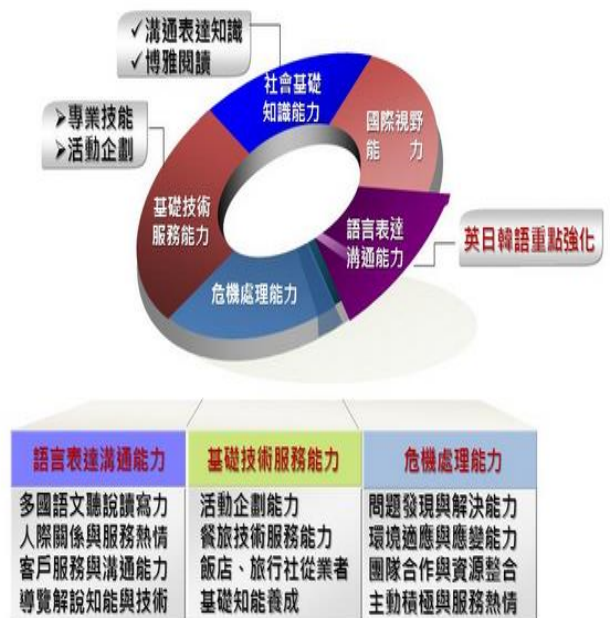 ✓溝通表達知識
✓博雅閱讀
社會基礎
知識能力
國際視野
能 力
➢專業技能
➢活動企劃
基礎技術
服務能力
語言表達
溝通能力
英日韓語重點強化
危機處理能力
語言表達溝通能力
多國語文聽說讀寫力
人際關係與服務熱情
客戶服務與溝通能力
導覽解說知能與技術
基礎技術服務能力
活動企劃能力
餐旅技術服務能力
飯店、旅行社從業者
基礎知能養成
危機處理能力
問題發現與解決能力
環境適應與應變能力
團隊合作與資源整合
主動積極與服務熱情